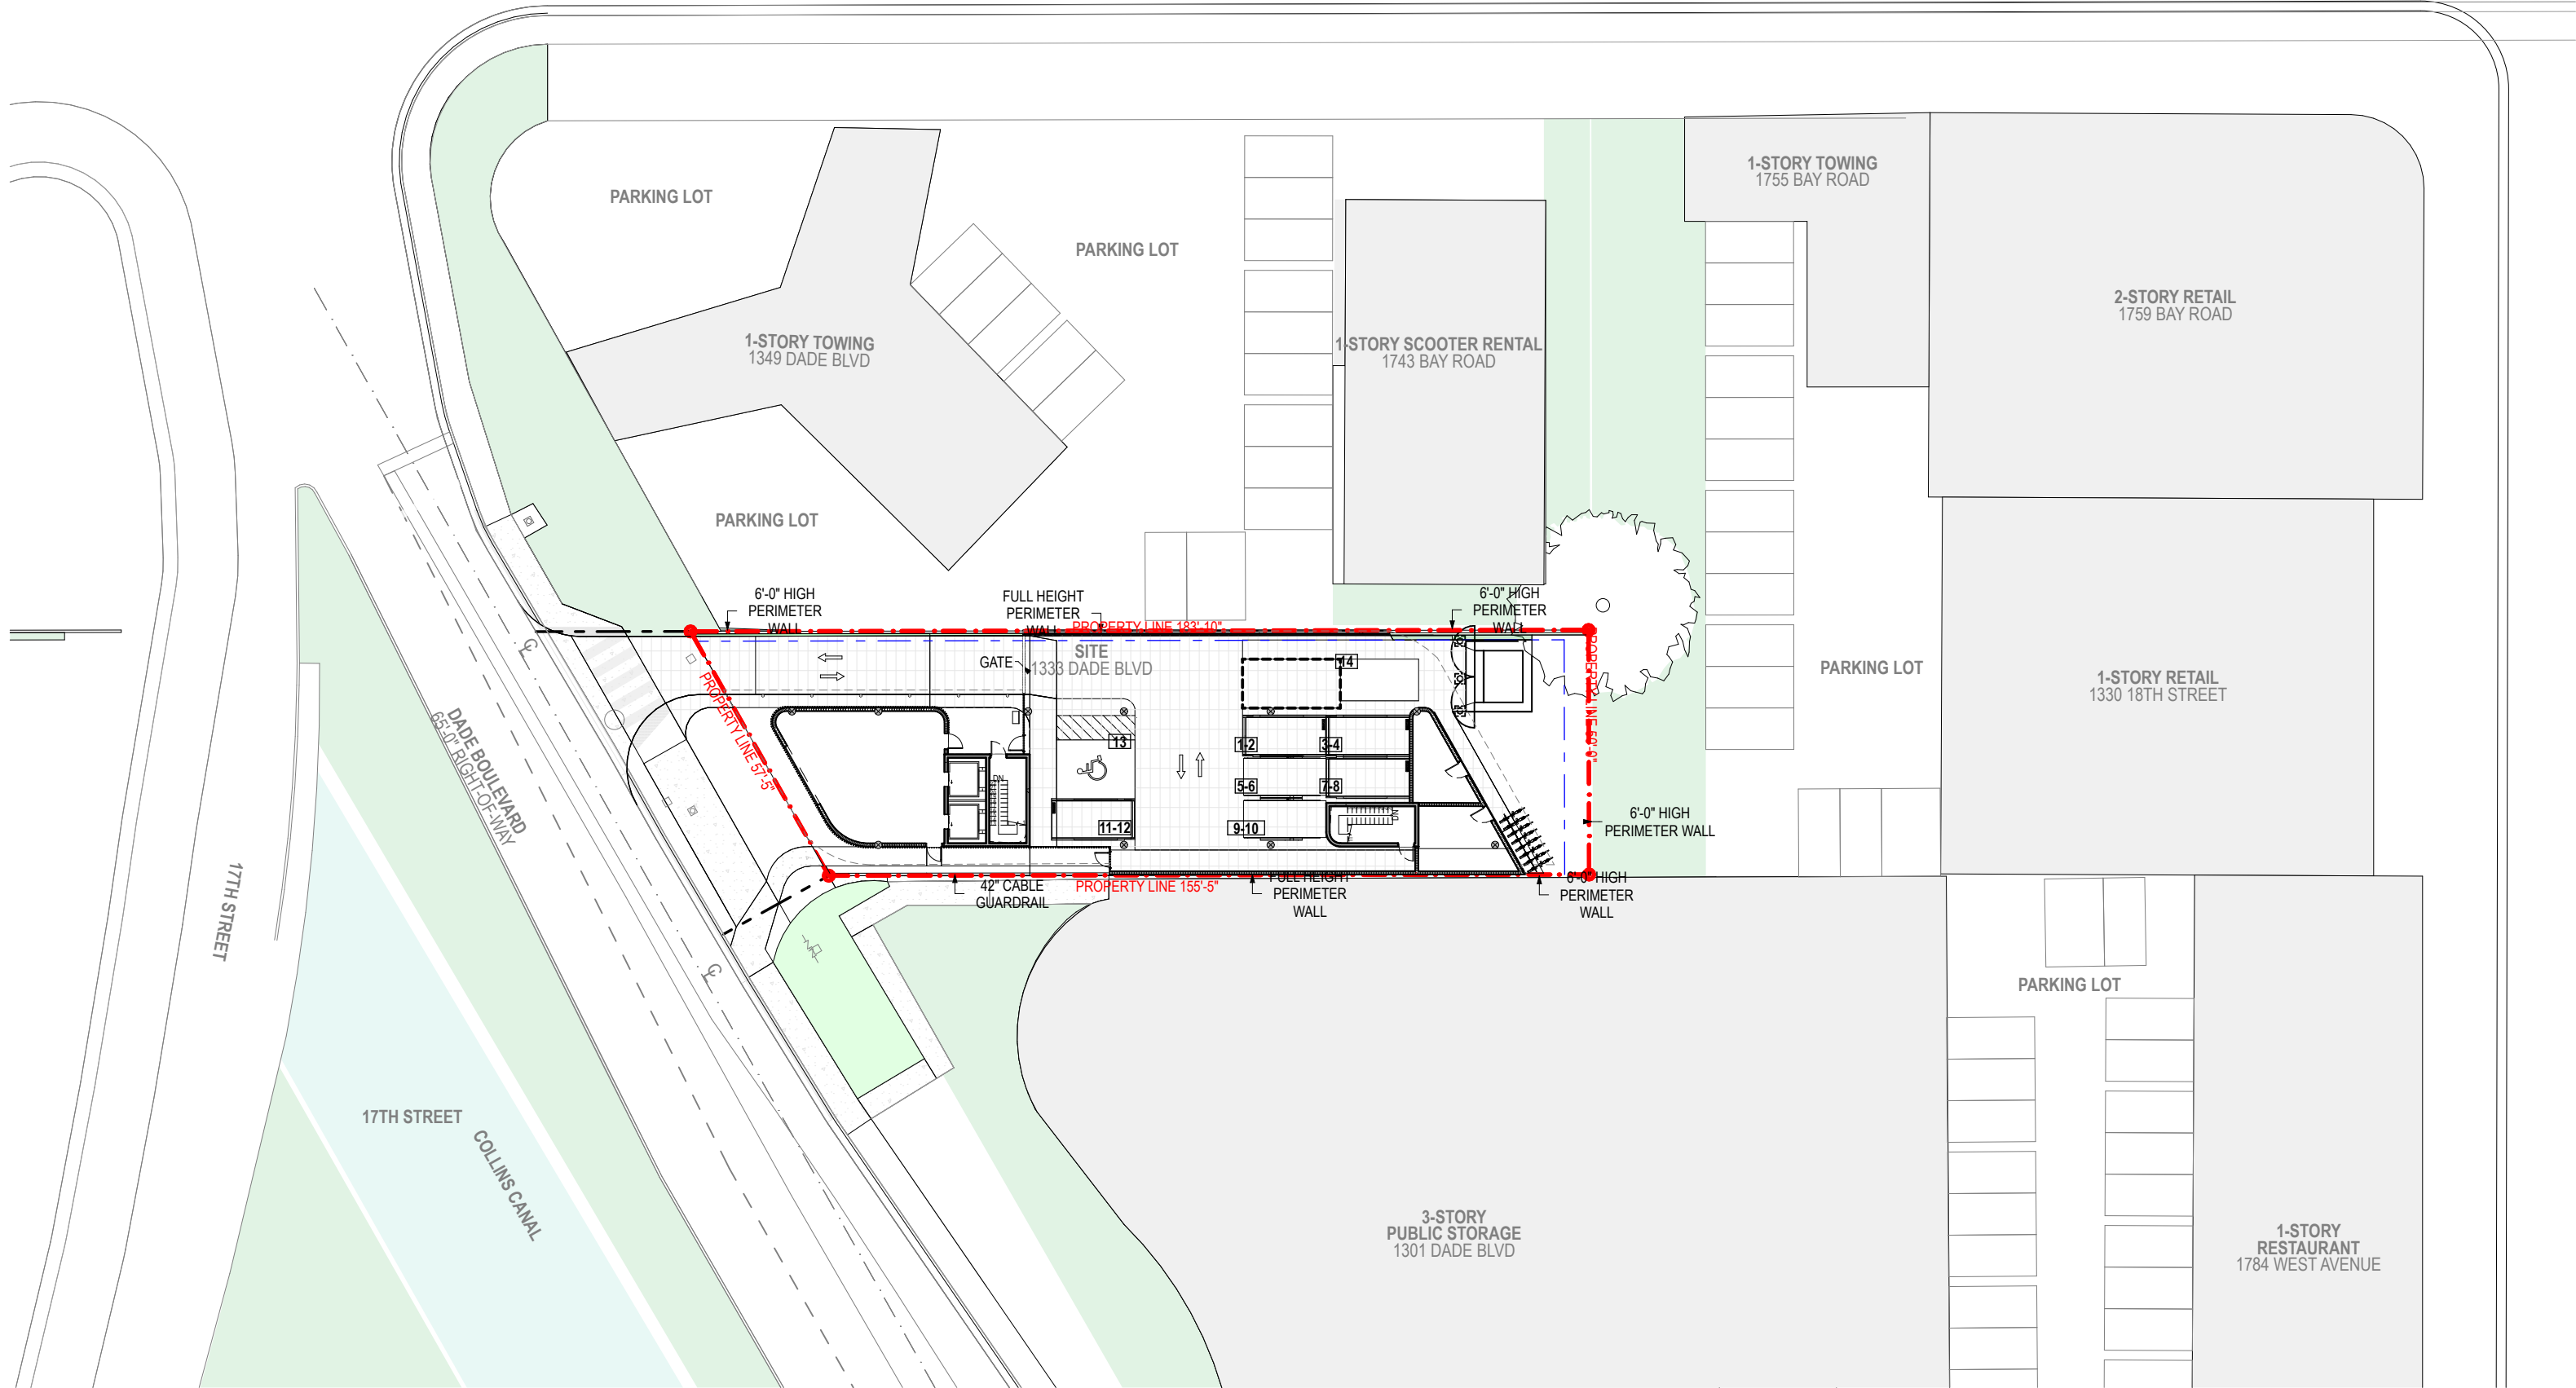 PARKING LOT
PARKING LOT
1-STORY TOWING
1755 BAY ROAD
2-STORY RETAIL
1759 BAY ROAD
1-STORY TOWING
1349 DADE BLVD
1-STORY SCOOTER RENTAL
1743 BAY ROAD
PARKING LOT
6'-0" HIGH
PERIMETER
WALL
FULL HEIGHT
PERIMETER
WALL
6'-0" HIGH
PERIMETER
WALL
PROPERTY LINE 183'-10"
SITE
1333 DADE BLVD
GATE
PROPERTY LINE 50'-0"
PROPERTY LINE 57'-5"
PARKING LOT
1-STORY RETAIL
1330 18TH STREET
14
13
1-2
3-4
5-6
7-8
11-12
9-10
DN
DN
6'-0" HIGH
PERIMETER WALL
DADE BOULEVARD
65'-0" RIGHT-OF-WAY
17TH STREET
42" CABLE
GUARDRAIL
PROPERTY LINE 155'-5"
FULL HEIGHT
PERIMETER
WALL
6'-0" HIGH
PERIMETER
WALL
PARKING LOT
17TH STREET
COLLINS CANAL
3-STORY
PUBLIC STORAGE
1301 DADE BLVD
1-STORY
RESTAURANT
1784 WEST AVENUE